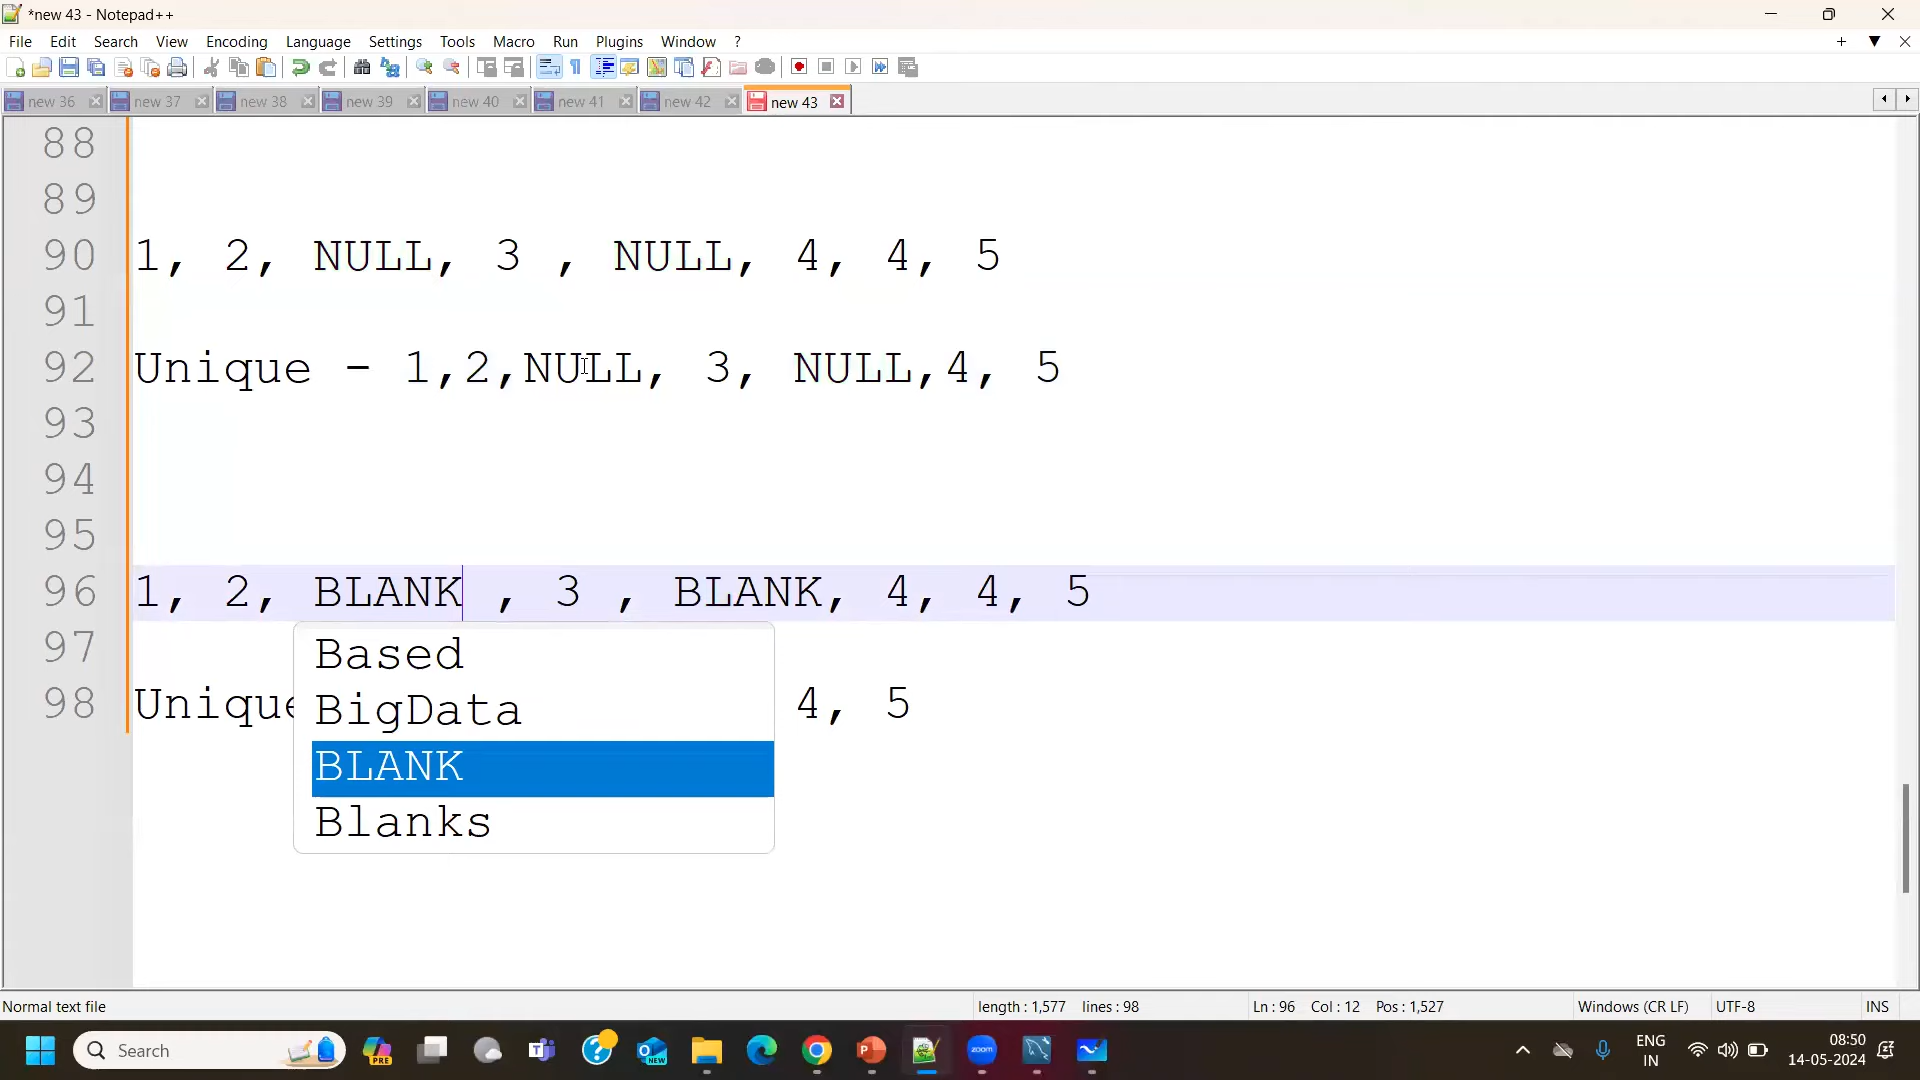 *new 43 - Notepad++
File Edit Search View Encoding Language Settings Tools Macro Run Plugins Window ?
new 36 new 37 new 38 new 39 new 40 new 41 new 42 new 43
88
89
90 1, 2, NULL, 3 , NULL, 4, 4, 5
91
92 Unique - 1,2,NULL, 3, NULL,4, 5
93
94
95
96 1, 2, BLANK , 3 , BLANK, 4, 4, 5
97
Based
98 Unique 4, 5
BigData
BLANK
Blanks
Normal text file length : 1,577 lines : 98 Ln : 96 Col : 12 Pos : 1,527 Windows (CR LF) UTF-8 INS
Search PRE NEW zoom ENG IN 08:50
14-05-2024